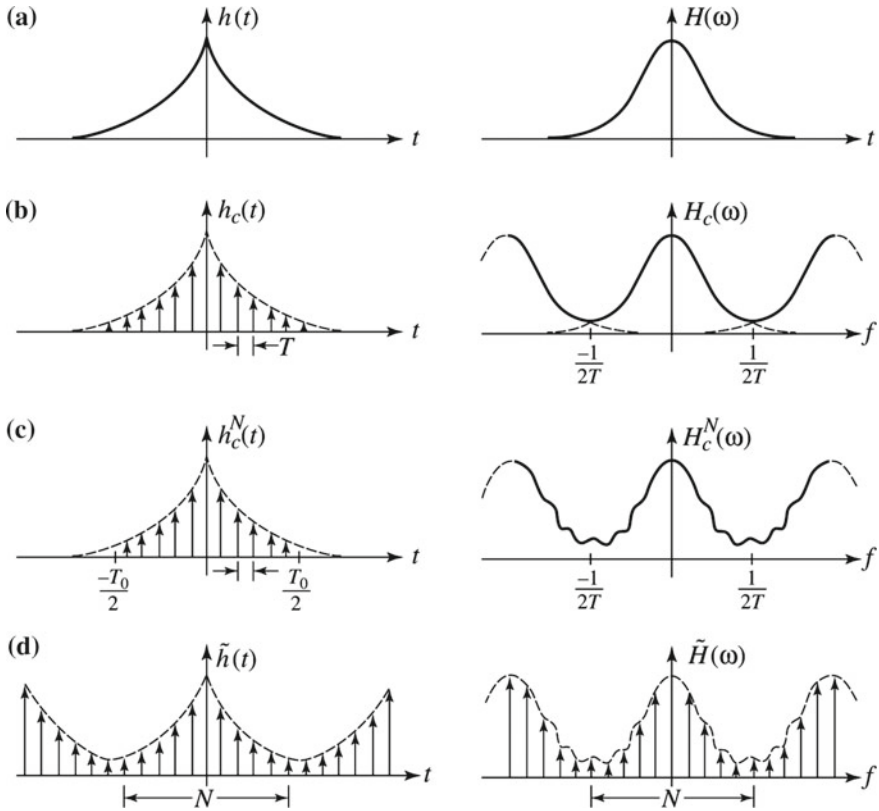 (a)
h(t)
H(ω)
t
t
(b)
h_c(t)
H_c(ω)
t
f
T
−1/2T
1/2T
(c)
h_c^N(t)
H_c^N(ω)
t
f
−T_0/2
T_0/2
−1/2T
1/2T
(d)
h̃(t)
H̃(ω)
t
f
N
N